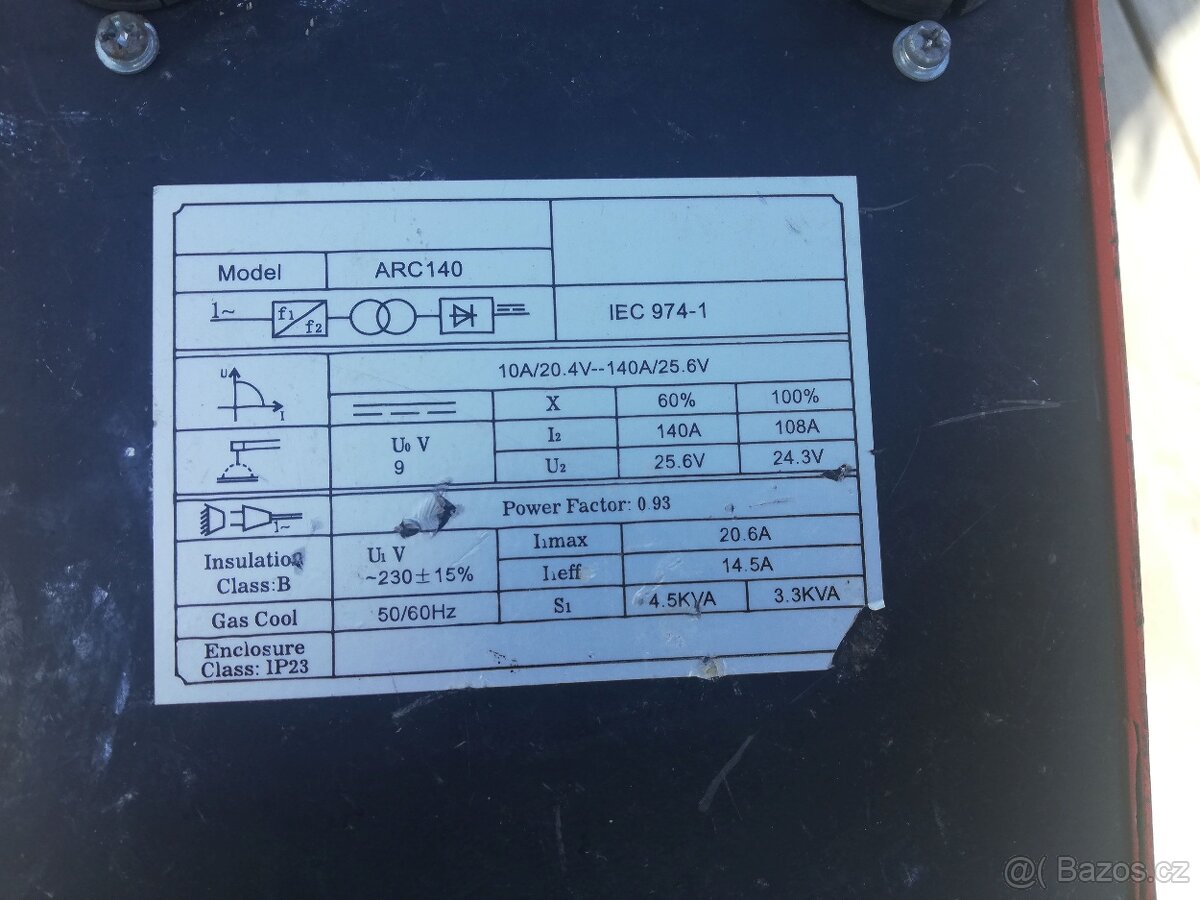 Model ARC140
1~ f1 f2 IEC 974-1
U I 10A/20.4V--140A/25.6V
X 60% 100%
U0 V I2 140A 108A
9 U2 25.6V 24.3V
1~ Power Factor: 0.93
Insulation Class:B U1 V ~230±15% I1max 20.6A
I1eff 14.5A
Gas Cool 50/60Hz S1 4.5KVA 3.3KVA
Enclosure
Class: IP23
@( Bazos.cz